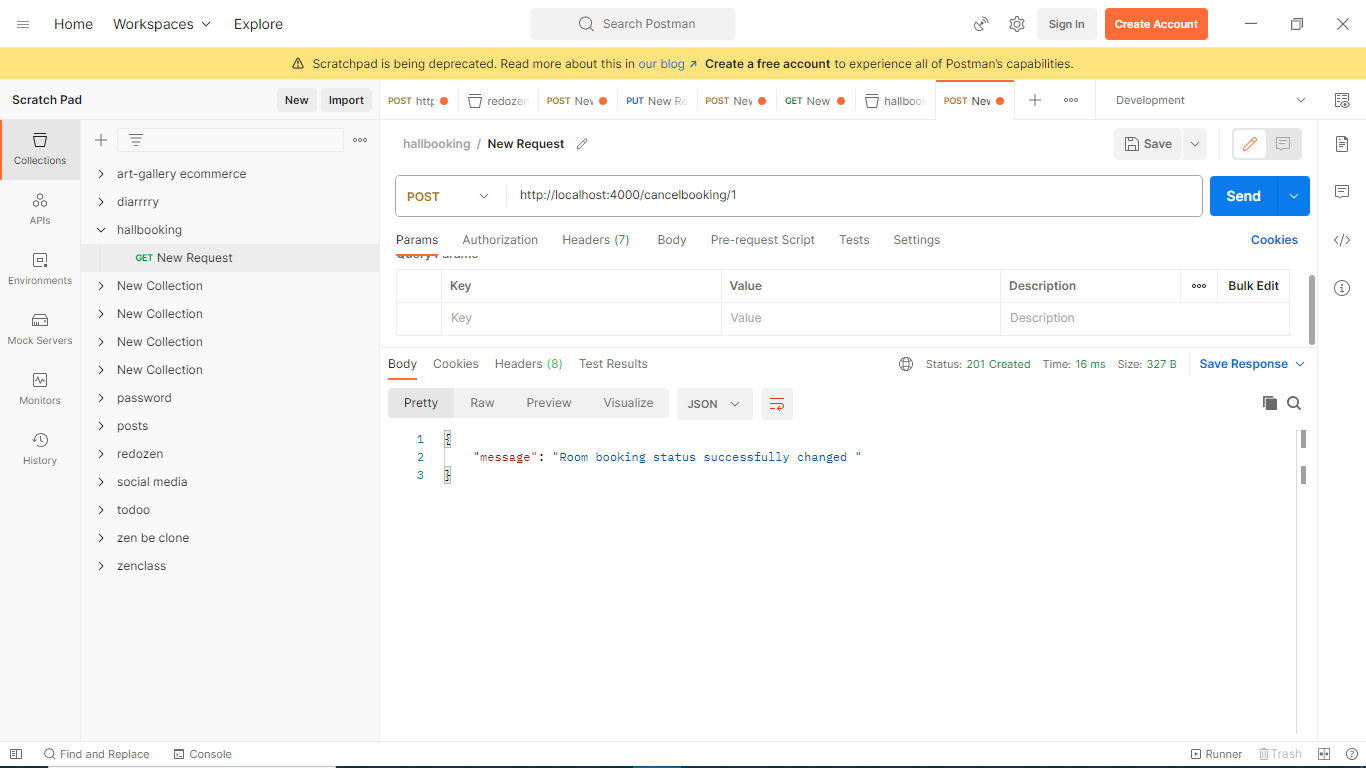 Home Workspaces Explore Search Postman Sign In Create Account
Scratchpad is being deprecated. Read more about this in our blog ↗ Create a free account to experience all of Postman's capabilities.
Scratch Pad New Import
POST http redozen POST New PUT New Re POST New GET New hallbook POST New Development
Collections
APIs
Environments
Mock Servers
Monitors
History
art-gallery ecommerce
diarrrry
hallbooking
GET New Request
New Collection
New Collection
New Collection
New Collection
password
posts
redozen
social media
todoo
zen be clone
zenclass
hallbooking / New Request Save
POST http://localhost:4000/cancelbooking/1 Send
Params Authorization Headers (7) Body Pre-request Script Tests Settings Cookies
Query Params
Key Value Description Bulk Edit
Key Value Description
Body Cookies Headers (8) Test Results Status: 201 Created Time: 16 ms Size: 327 B Save Response
Pretty Raw Preview Visualize JSON
1 {
2 "message": "Room booking status successfully changed "
3 }
Find and Replace Console Runner Trash